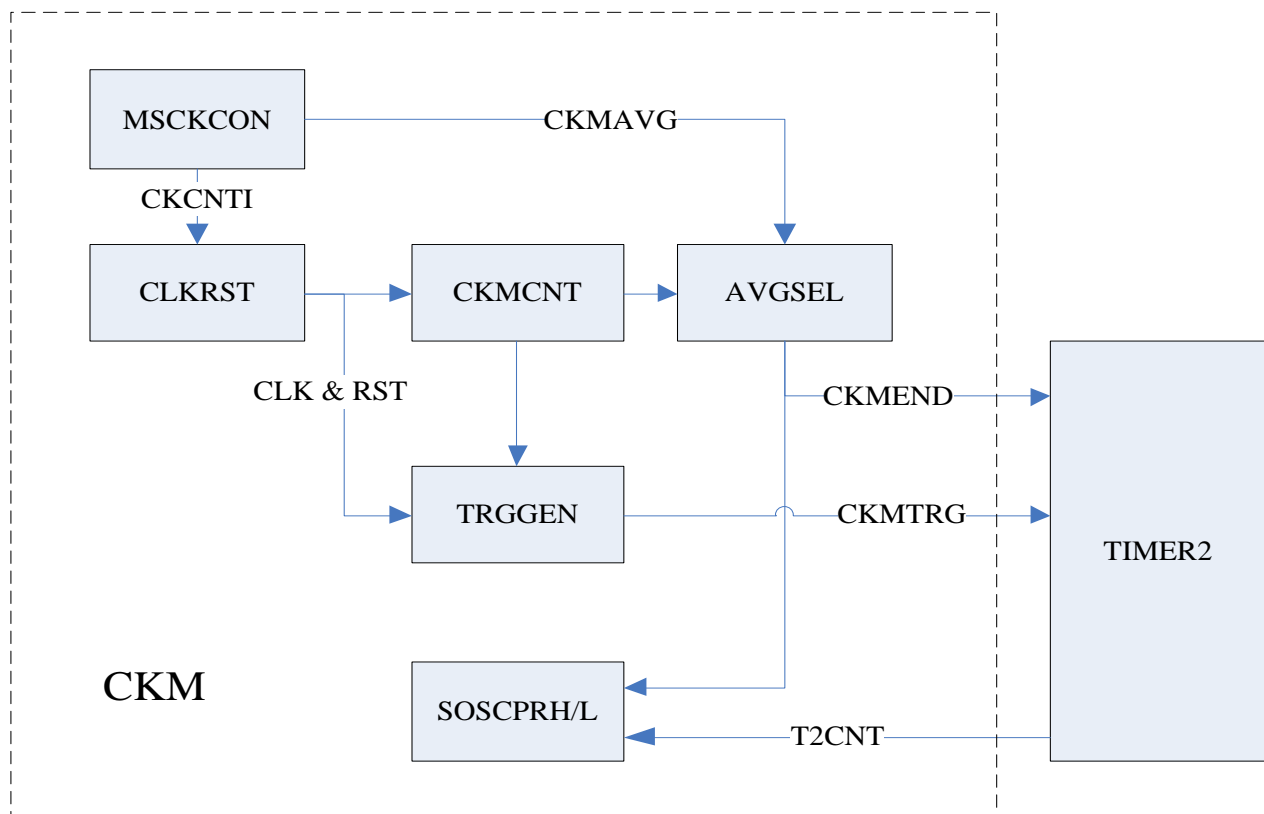 MSCKCON
CKMAVG
CKCNTI
CLKRST
CKMCNT
AVGSEL
CLK & RST
CKMEND
TRGGEN
CKMTRG
TIMER2
CKM
SOSCPRH/L
T2CNT